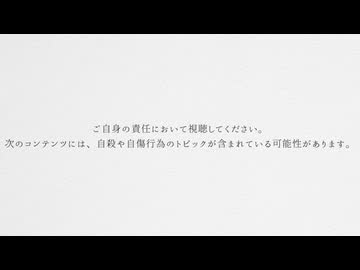 ご自身の責任において視聴してください。
次のコンテンツには、自殺や自傷行為のトピックが含まれている可能性があります。